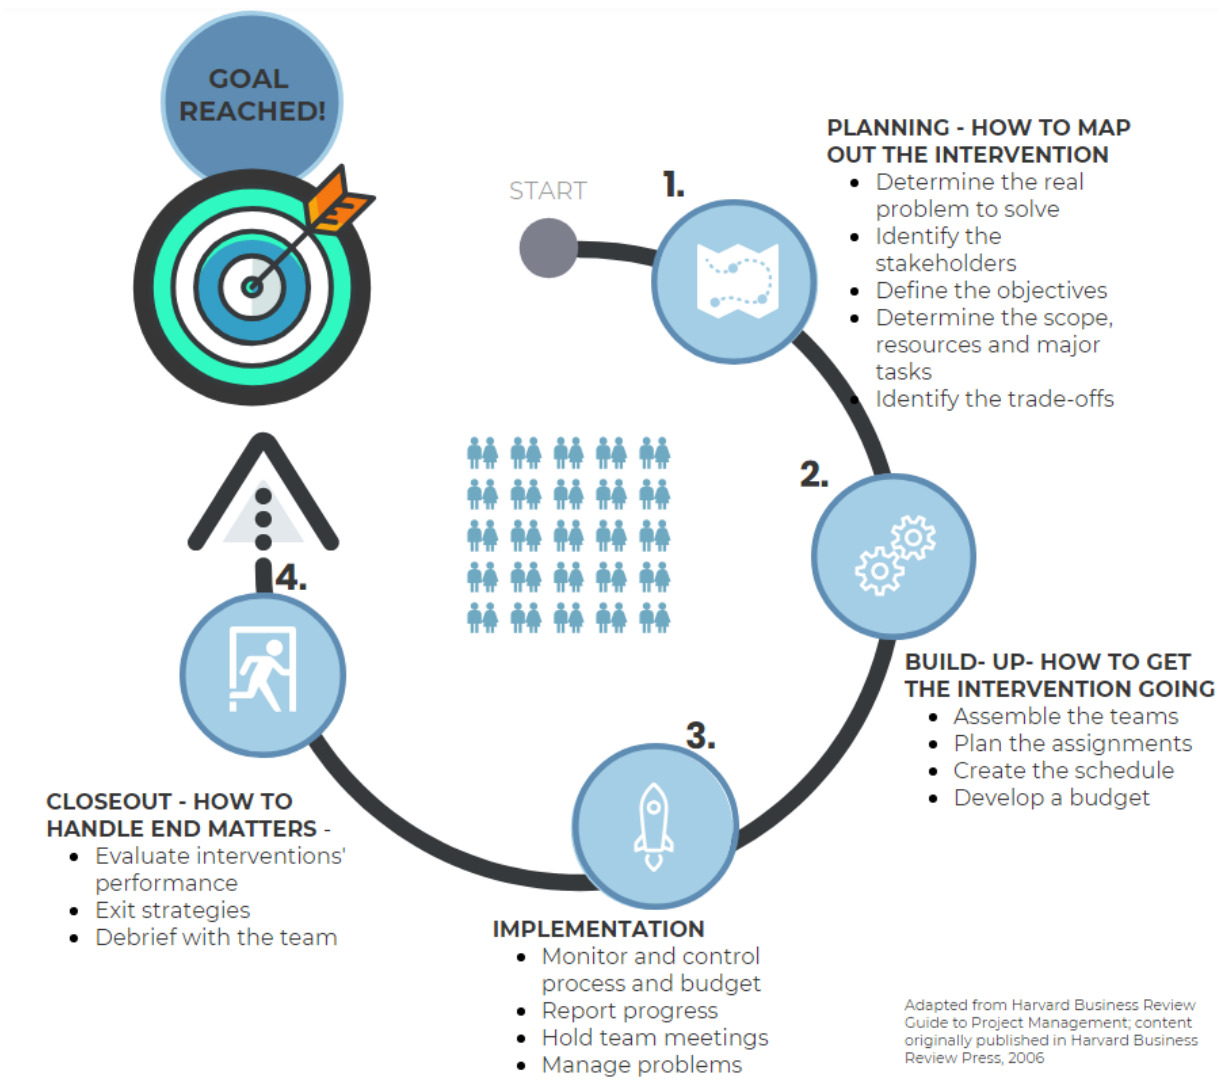 GOAL
REACHED!
START
1.
PLANNING - HOW TO MAP
OUT THE INTERVENTION
• Determine the real
problem to solve
• Identify the
stakeholders
• Define the objectives
• Determine the scope,
resources and major
tasks
• Identify the trade-offs
2.
BUILD- UP- HOW TO GET
THE INTERVENTION GOING
• Assemble the teams
• Plan the assignments
• Create the schedule
• Develop a budget
3.
IMPLEMENTATION
• Monitor and control
process and budget
• Report progress
• Hold team meetings
• Manage problems
4.
CLOSEOUT - HOW TO
HANDLE END MATTERS -
• Evaluate interventions'
performance
• Exit strategies
• Debrief with the team
Adapted from Harvard Business Review
Guide to Project Management; content
originally published in Harvard Business
Review Press, 2006